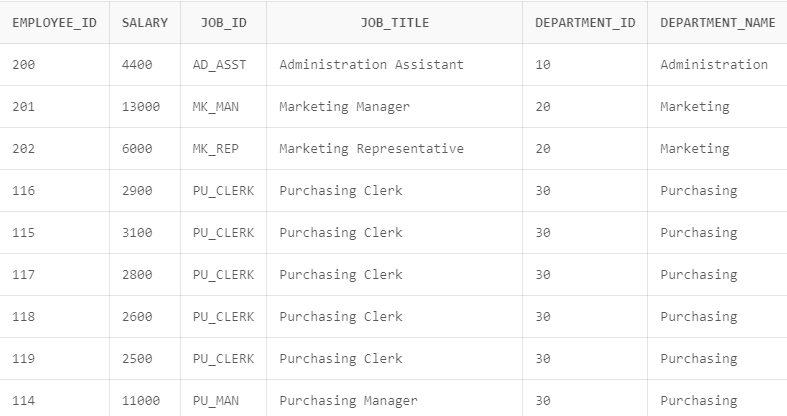 EMPLOYEE_ID SALARY JOB_ID JOB_TITLE DEPARTMENT_ID DEPARTMENT_NAME
200 4400 AD_ASST Administration Assistant 10 Administration
201 13000 MK_MAN Marketing Manager 20 Marketing
202 6000 MK_REP Marketing Representative 20 Marketing
116 2900 PU_CLERK Purchasing Clerk 30 Purchasing
115 3100 PU_CLERK Purchasing Clerk 30 Purchasing
117 2800 PU_CLERK Purchasing Clerk 30 Purchasing
118 2600 PU_CLERK Purchasing Clerk 30 Purchasing
119 2500 PU_CLERK Purchasing Clerk 30 Purchasing
114 11000 PU_MAN Purchasing Manager 30 Purchasing